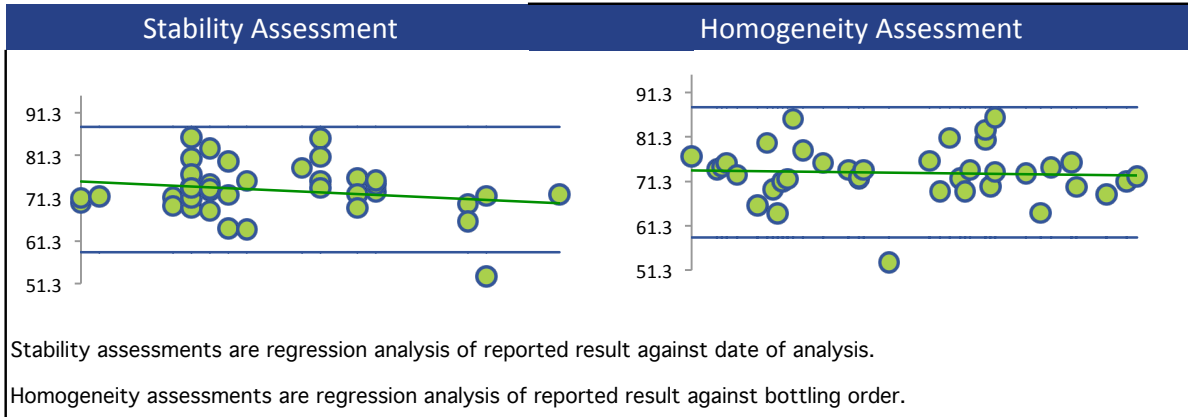 Stability Assessment
Homogeneity Assessment
91.3
81.3
71.3
61.3
51.3
91.3
81.3
71.3
61.3
51.3
Stability assessments are regression analysis of reported result against date of analysis.
Homogeneity assessments are regression analysis of reported result against bottling order.